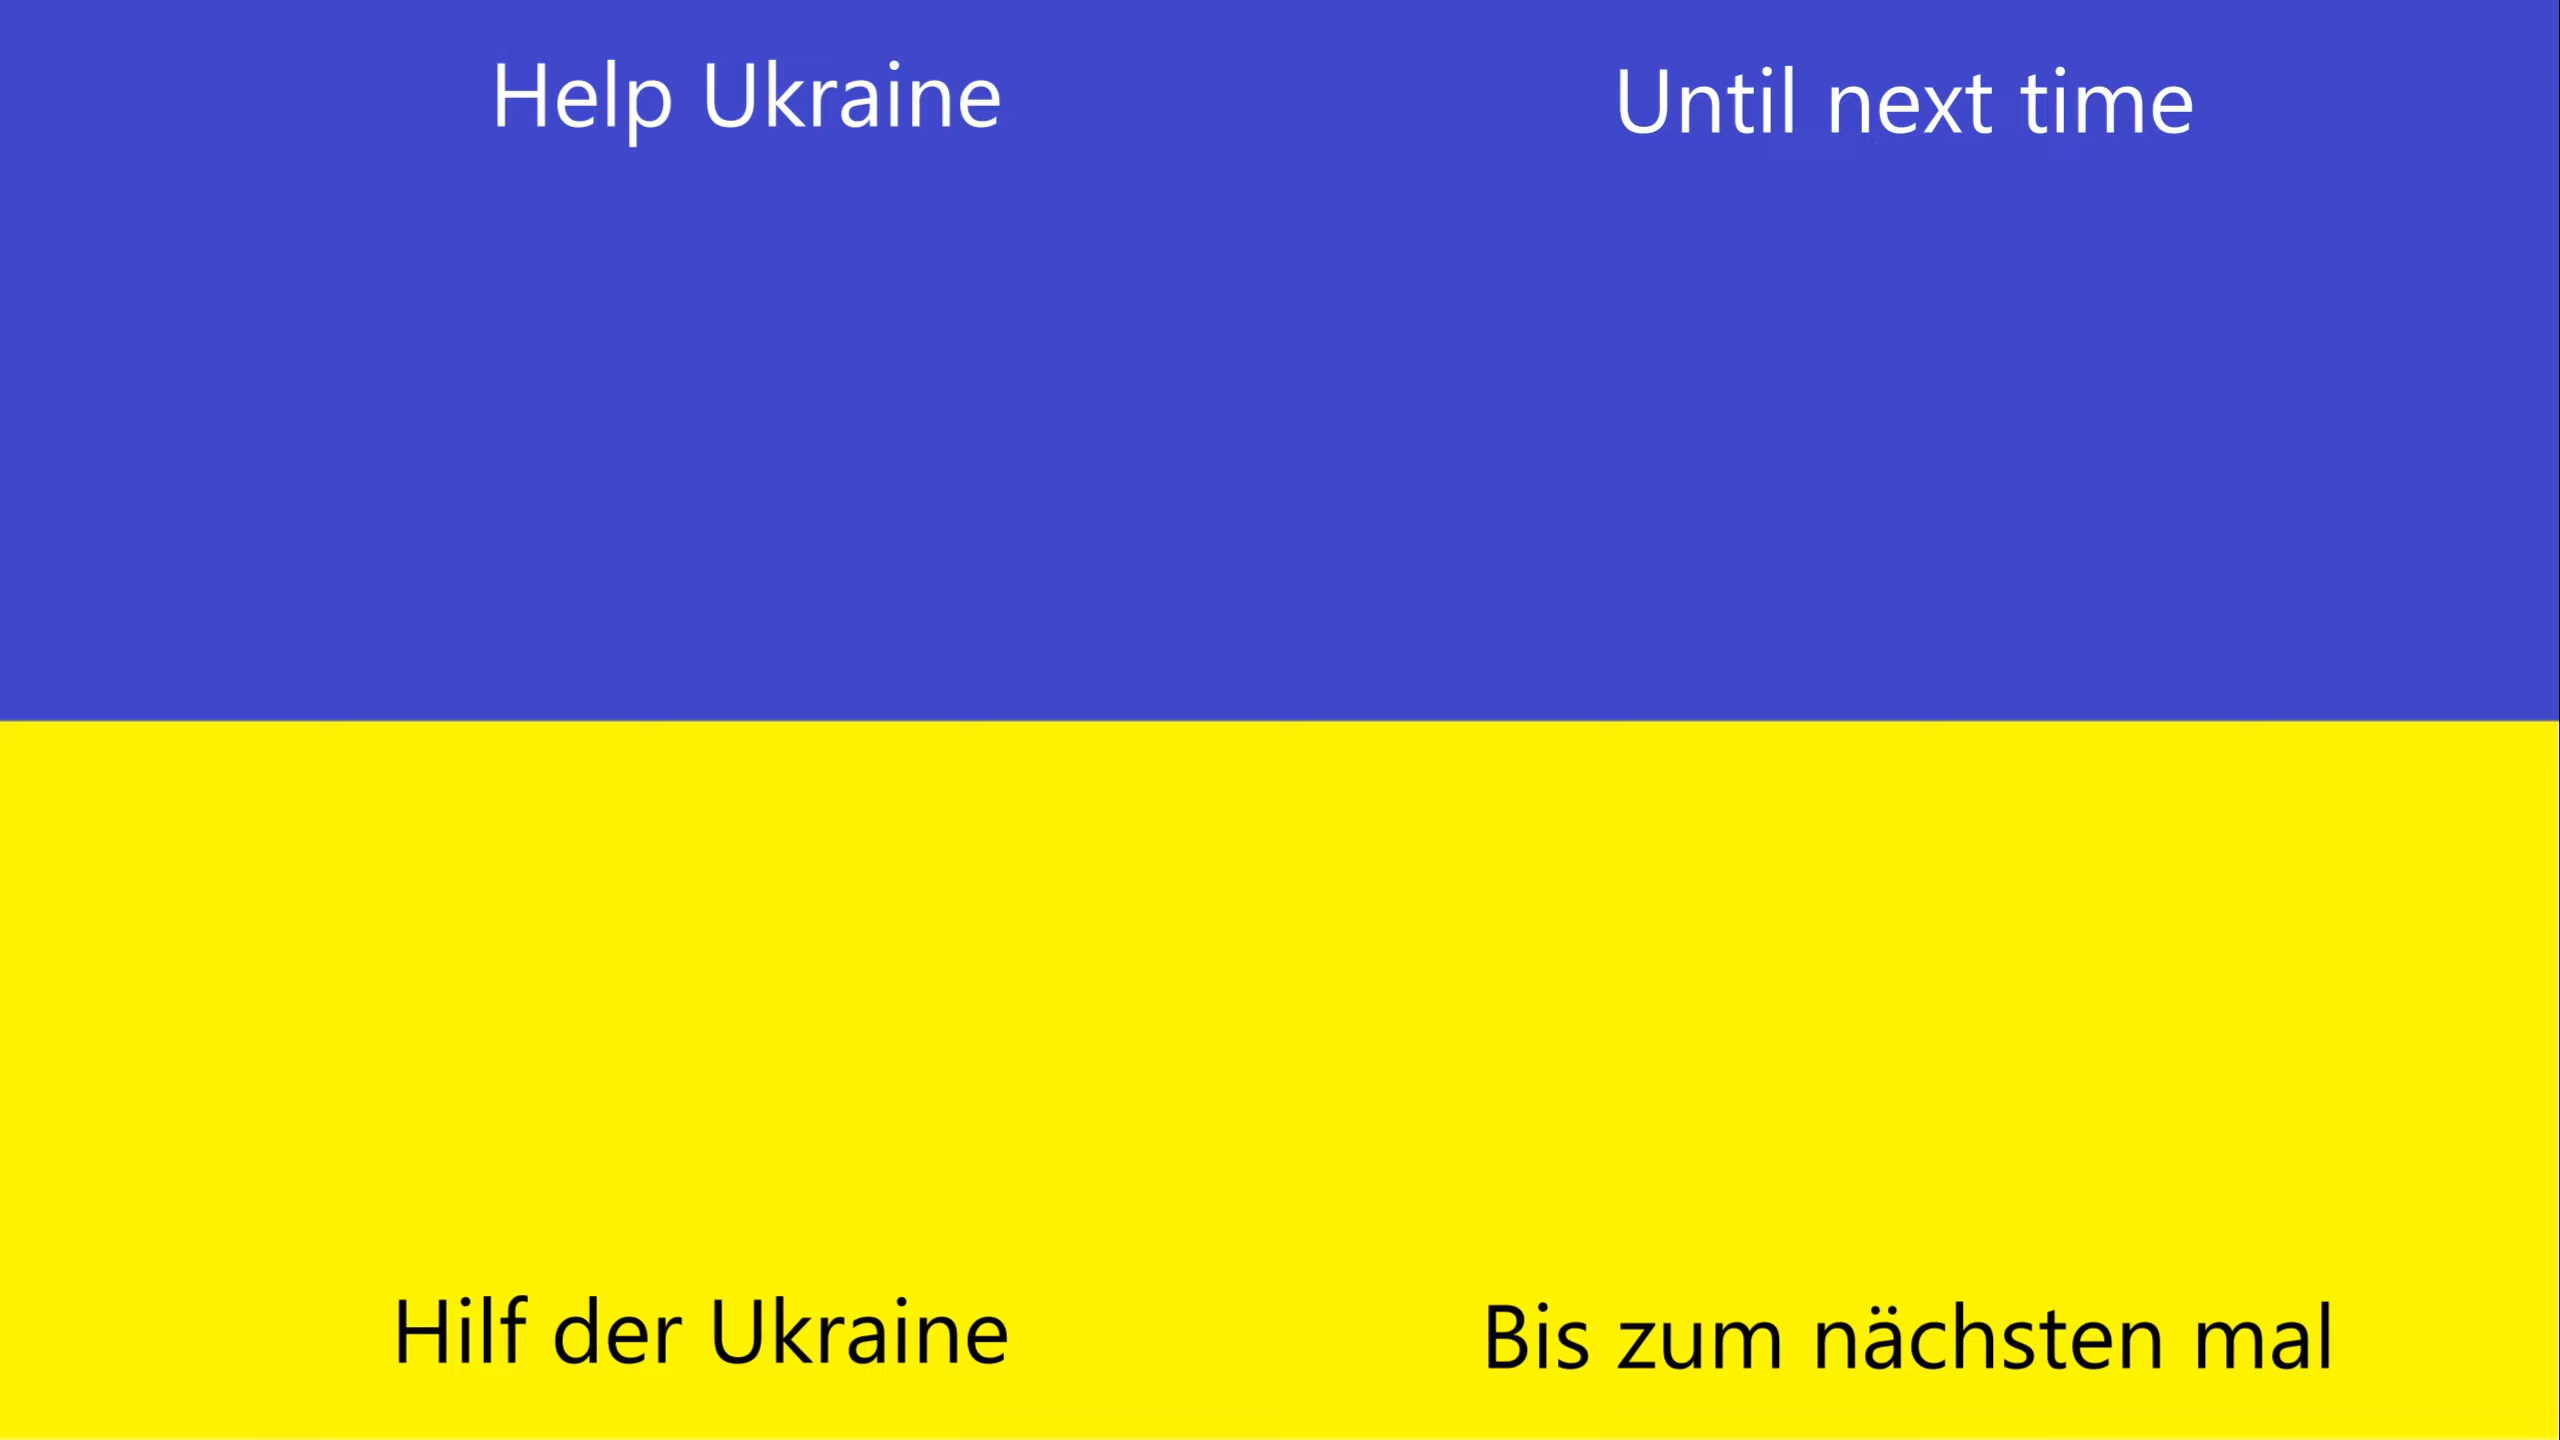 Help Ukraine
Until next time
Hilf der Ukraine
Bis zum nächsten mal